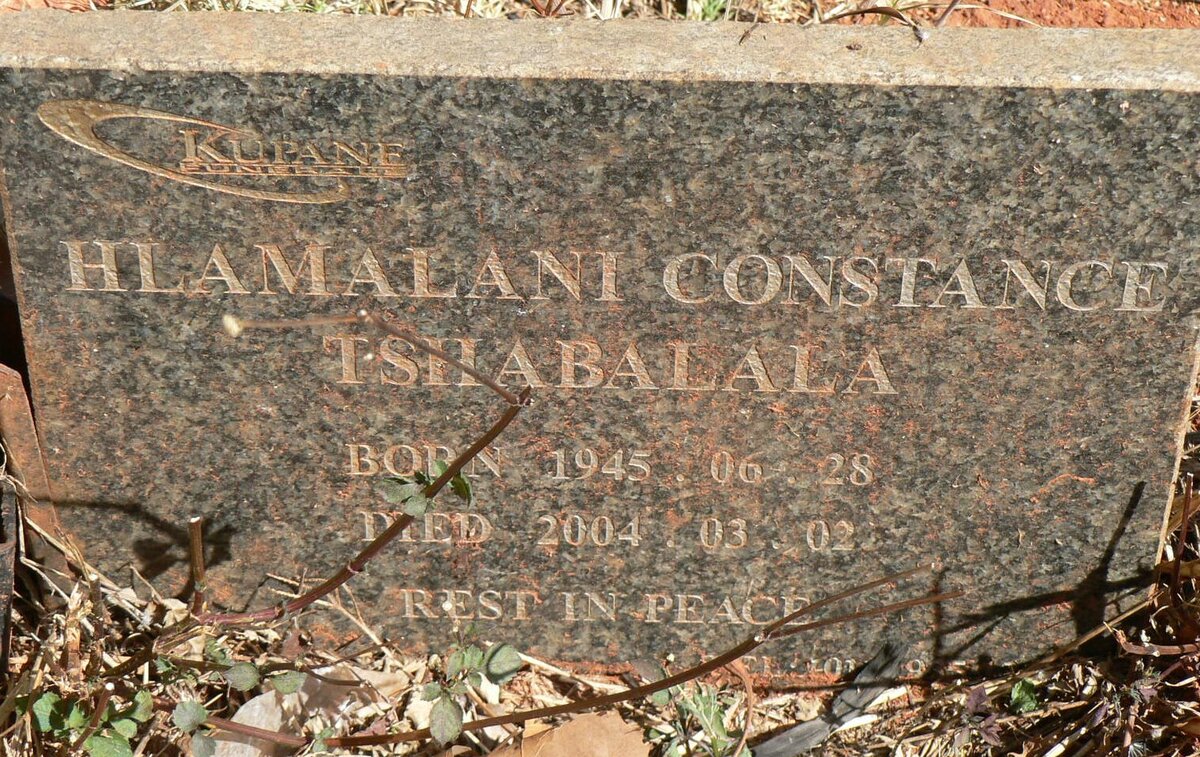 KUPANE
HLAMALANI CONSTANCE
TSHABALALA
BORN 1945 . 06 . 28
DIED 2004 . 03 . 02
REST IN PEACE